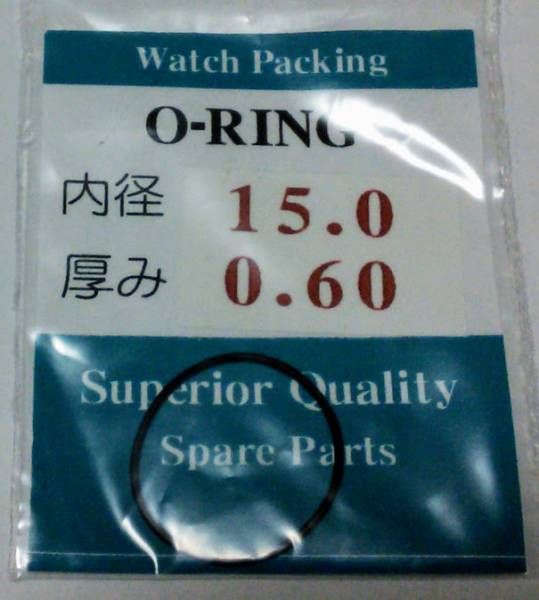 Watch Packing
O-RING
内径 15.0
厚み 0.60
Superior Quality
Spare Parts